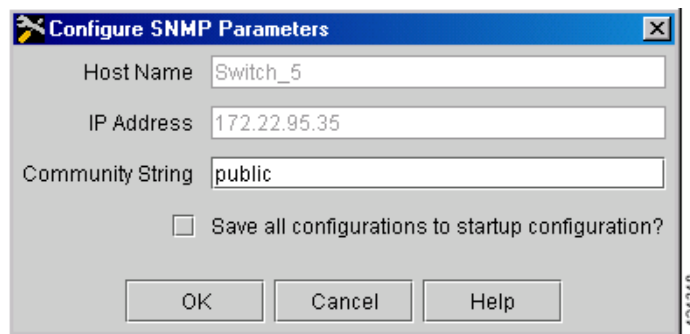 Configure SNMP Parameters
Host Name Switch_5
IP Address 172.22.95.35
Community String public
Save all configurations to startup configuration?
OK Cancel Help